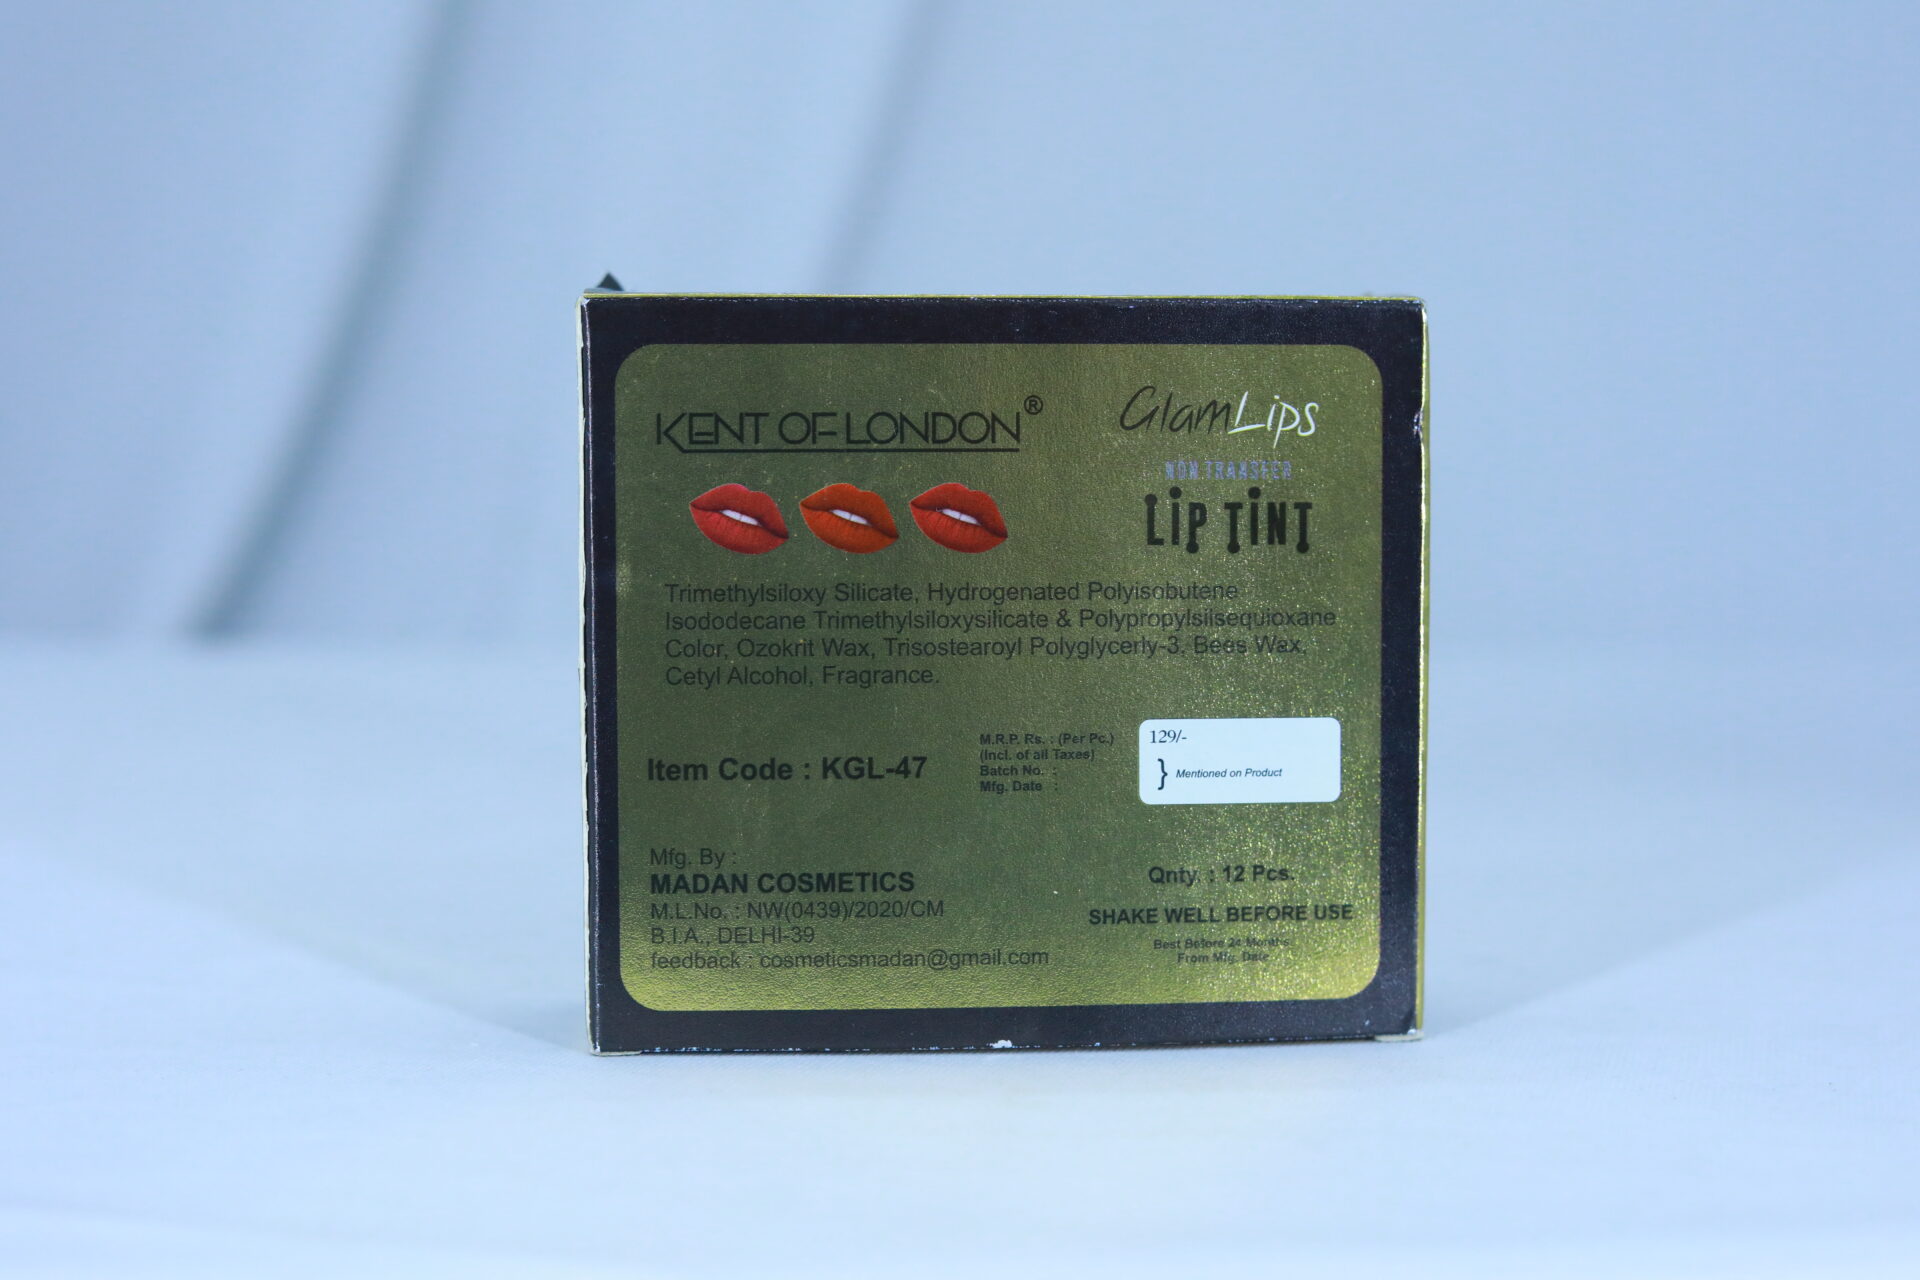 KENT OF LONDON®
GlamLips
NON TRANSFER
LIP TINT
Trimethylsiloxy Silicate, Hydrogenated Polyisobutene
Isododecane Trimethylsiloxysilicate & Polypropylsilsequioxane
Color, Ozokrit Wax, Trisostearoyl Polyglycerly-3, Bees Wax,
Cetyl Alcohol, Fragrance.
Item Code : KGL-47
M.R.P. Rs. : (Per Pc.)
(Incl. of all Taxes)
Batch No. :
Mfg. Date :
129/-
} Mentioned on Product
Mfg. By :
MADAN COSMETICS
M.L.No. : NW(0439)/2020/CM
B.I.A., DELHI-39
feedback : cosmeticsmadan@gmail.com
Qnty. : 12 Pcs.
SHAKE WELL BEFORE USE
Best Before 24 Months
From Mfg. Date